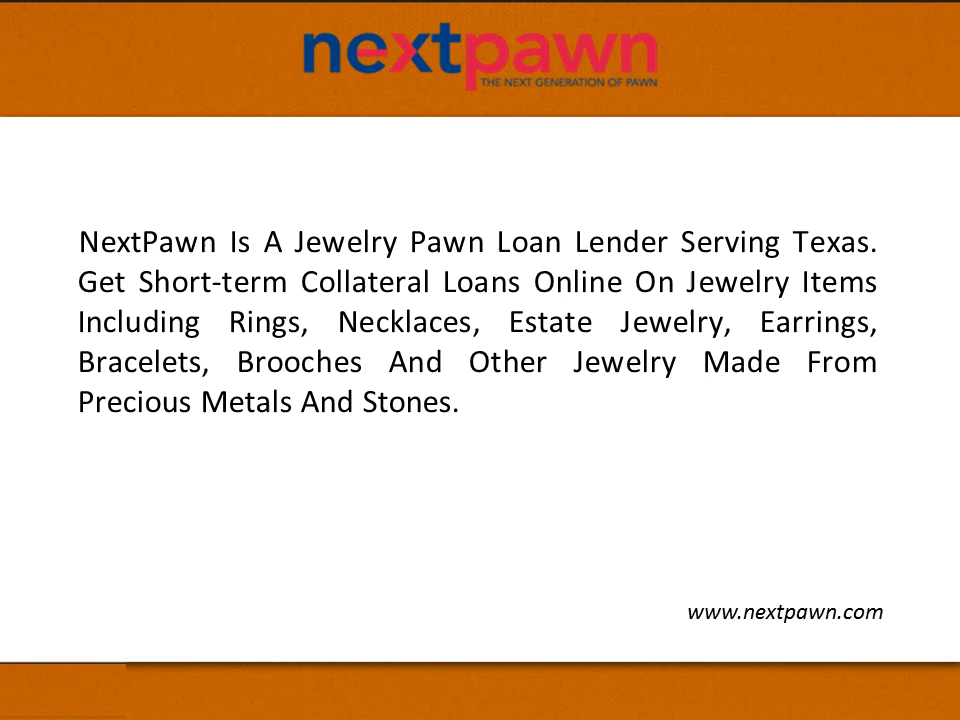 nextpawn
THE NEXT GENERATION OF PAWN
NextPawn Is A Jewelry Pawn Loan Lender Serving Texas.
Get Short-term Collateral Loans Online On Jewelry Items
Including Rings, Necklaces, Estate Jewelry, Earrings,
Bracelets, Brooches And Other Jewelry Made From
Precious Metals And Stones.
www.nextpawn.com